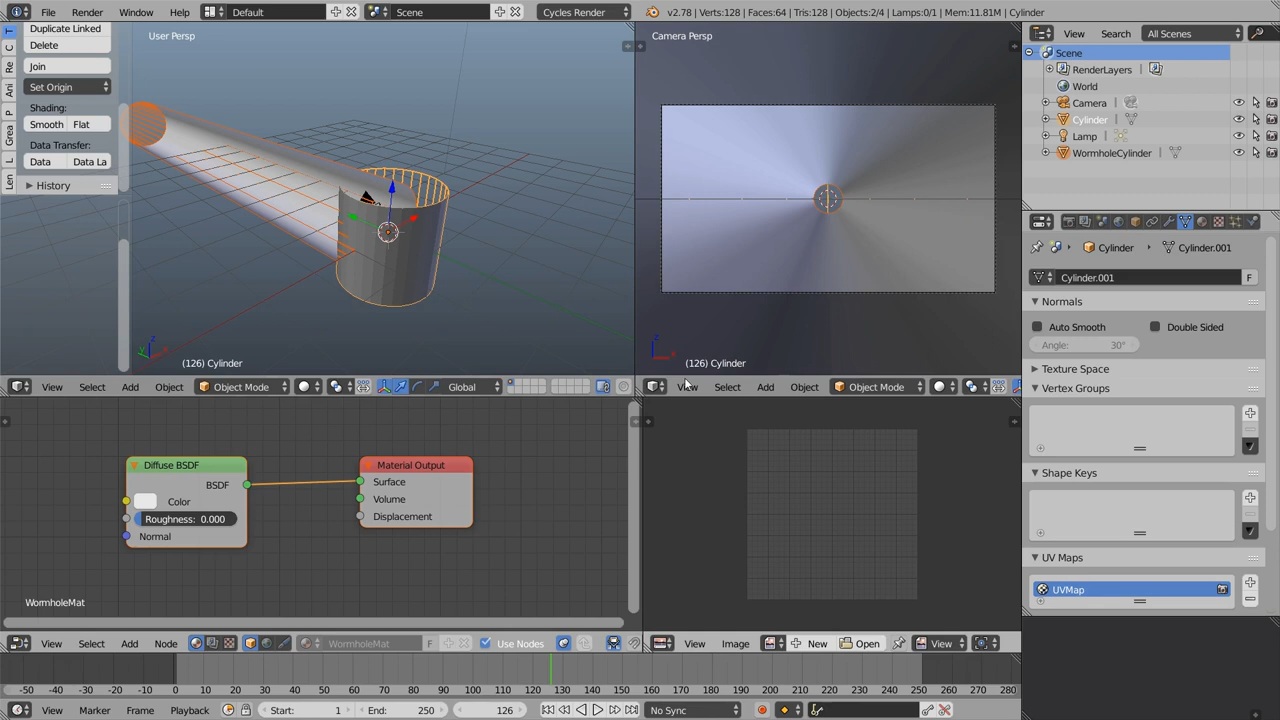 File Render Window Help Default Scene Cycles Render v2.78 | Verts:128 | Faces:64 | Tris:128 | Objects:2/4 | Lamps:0/1 | Mem:11.81M | Cylinder
Duplicate Linked
Delete
Join
Set Origin
Shading:
Smooth Flat
Data Transfer:
Data Data La
History
T
C
Re
Ani
P
Grea
L
Len
User Persp
(126) Cylinder
Camera Persp
(126) Cylinder
View Search All Scenes
Scene
RenderLayers
World
Camera
Cylinder
Lamp
WormholeCylinder
View Select Add Object Object Mode Global
View Select Add Object Object Mode
Cylinder Cylinder.001
Cylinder.001 F
Normals
Auto Smooth Double Sided
Angle: 30°
Texture Space
Vertex Groups
Shape Keys
UV Maps
UVMap
Diffuse BSDF
BSDF
Color
Roughness: 0.000
Normal
Material Output
Surface
Volume
Displacement
WormholeMat
View Select Add Node WormholeMat F Use Nodes
View Image New Open View
-50 -40 -30 -20 -10 0 10 20 30 40 50 60 70 80 90 100 110 120 130 140 150 160 170 180 190 200 210 220 230 240 250 260 270 280
View Marker Frame Playback Start: 1 End: 250 126 No Sync